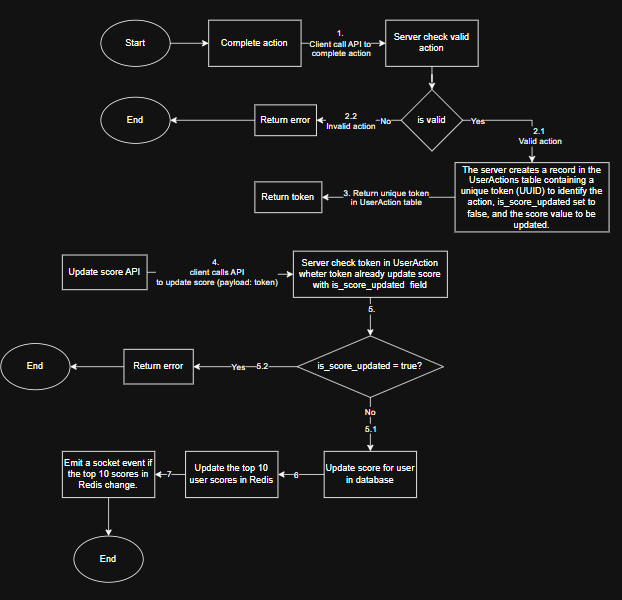 Start
Complete action
1.
Client call API to
complete action
Server check valid
action
End
Return error
2.2
Invalid action
No
is valid
Yes
2.1
Valid action
The server creates a record in the
UserActions table containing a
unique token (UUID) to identify the
action, is_score_updated set to
false, and the score value to be
updated.
3. Return unique token
in UserAction table
Return token
Update score API
4.
client calls API
to update score (payload: token)
Server check token in UserAction
wheter token already update score
with is_score_updated field
5.
End
Return error
Yes
5.2
is_score_updated = true?
No
5.1
Emit a socket event if
the top 10 scores in
Redis change.
7
Update the top 10
user scores in Redis
6
Update score for user
in database
End